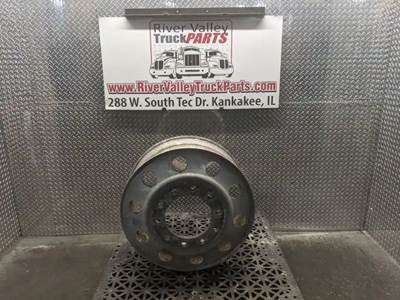 River Valley
TruckPARTS
www.RiverValleyTruckParts.com
288 W. South Tec Dr. Kankakee, IL